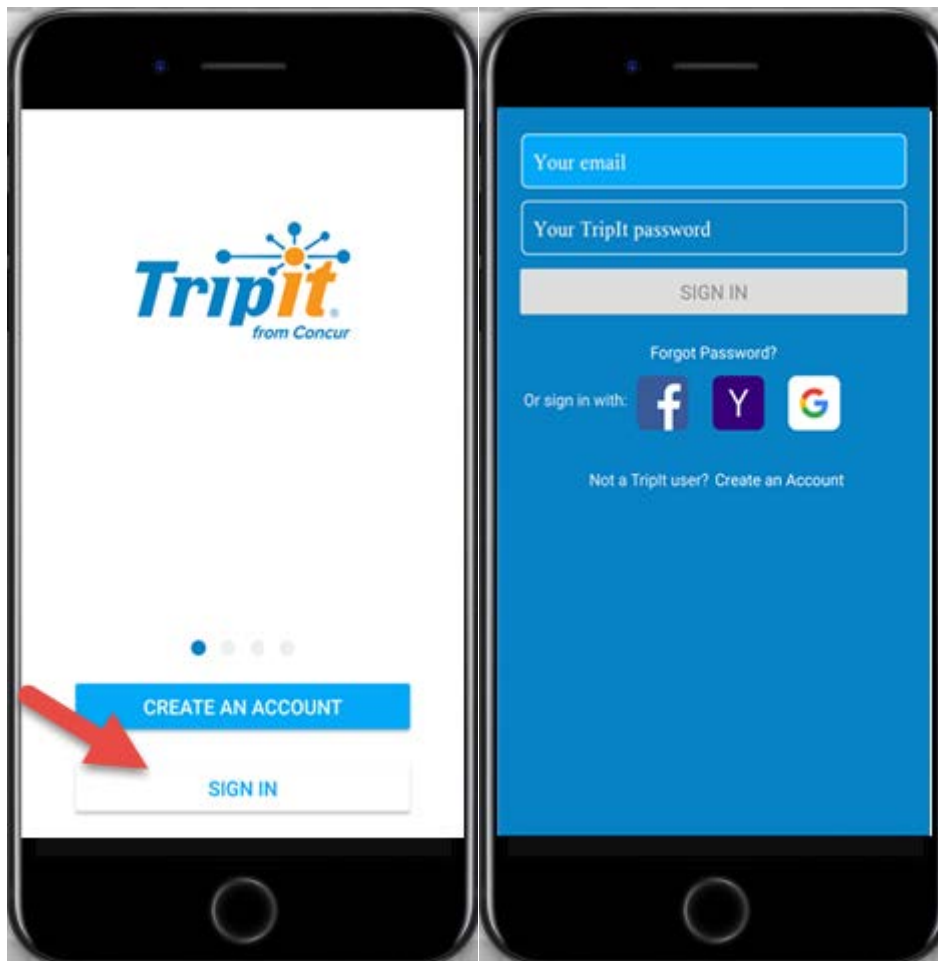 TripIt®
from Concur
CREATE AN ACCOUNT
SIGN IN
Your email
Your TripIt password
SIGN IN
Forgot Password?
Or sign in with: f Y G
Not a TripIt user? Create an Account